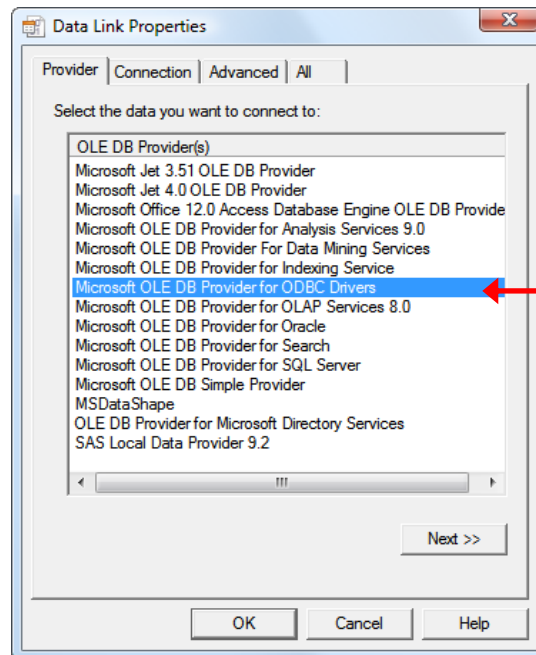 Data Link Properties
Provider Connection Advanced All
Select the data you want to connect to:
OLE DB Provider(s)
Microsoft Jet 3.51 OLE DB Provider
Microsoft Jet 4.0 OLE DB Provider
Microsoft Office 12.0 Access Database Engine OLE DB Provide
Microsoft OLE DB Provider for Analysis Services 9.0
Microsoft OLE DB Provider For Data Mining Services
Microsoft OLE DB Provider for Indexing Service
Microsoft OLE DB Provider for ODBC Drivers
Microsoft OLE DB Provider for OLAP Services 8.0
Microsoft OLE DB Provider for Oracle
Microsoft OLE DB Provider for Search
Microsoft OLE DB Provider for SQL Server
Microsoft OLE DB Simple Provider
MSDataShape
OLE DB Provider for Microsoft Directory Services
SAS Local Data Provider 9.2
Next >>
OK Cancel Help